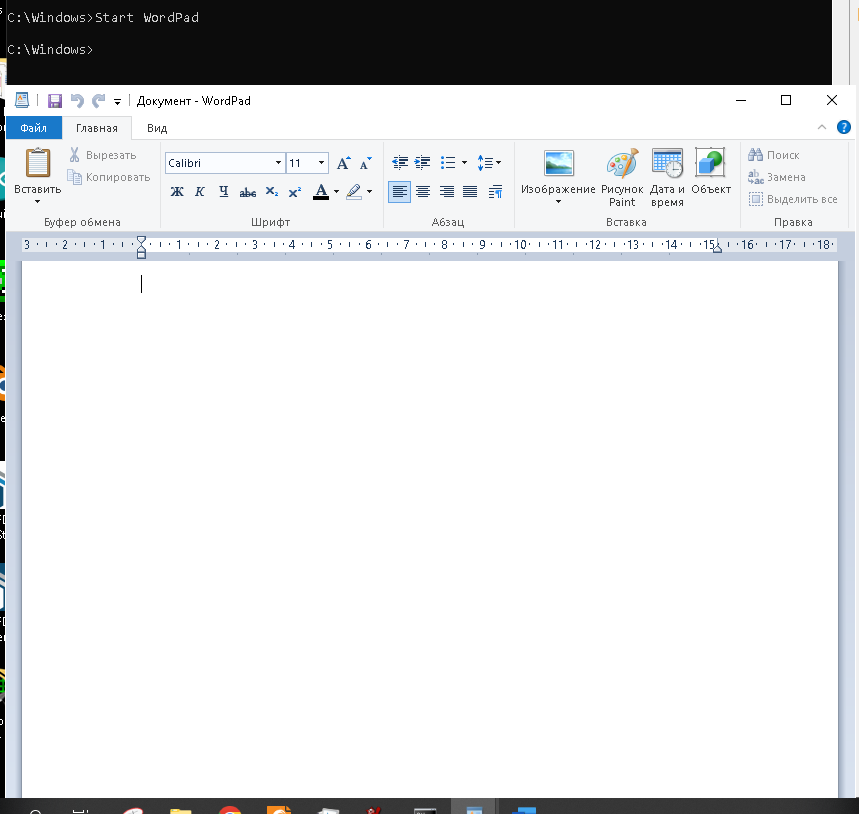 C:\Windows>Start WordPad
C:\Windows>
Документ - WordPad
Файл Главная Вид
Вставить
Вырезать
Копировать
Буфер обмена
Calibri 11
Ж К Ч abc X₂ X² А
Шрифт
Абзац
Изображение
Рисунок Paint
Дата и время
Объект
Вставка
Поиск
Замена
Выделить все
Правка
3 2 1 1 2 3 4 5 6 7 8 9 10 11 12 13 14 15 16 17 18